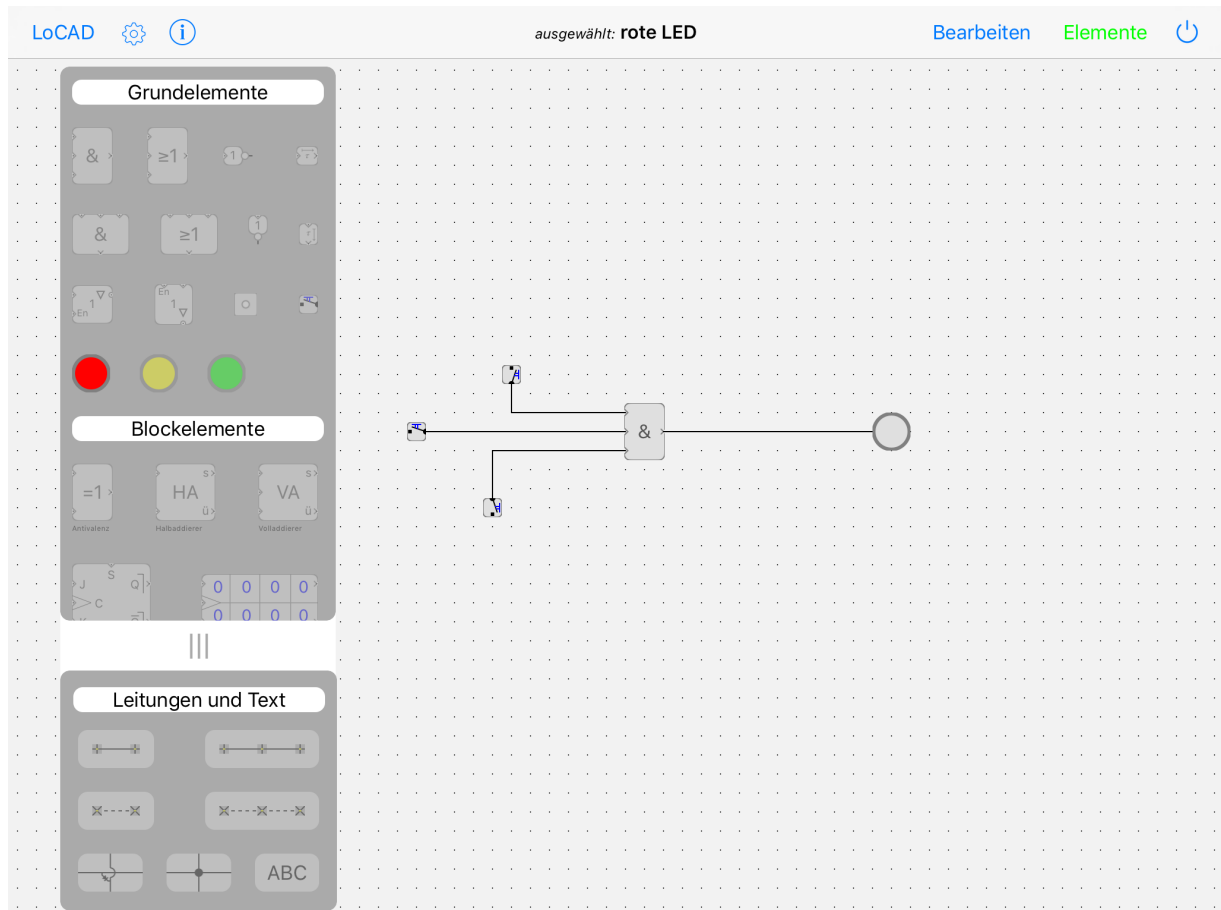 LoCAD
i
ausgewählt: rote LED
Bearbeiten
Elemente
Grundelemente
& ≥1 1 r
& ≥1 1 r
1 En
En 1
Blockelemente
=1 HA S ü VA S ü
Antivalenz Halbaddierer Volladdierer
S
J Q 0 0 0 0
C
0 0 0 0
&
Leitungen und Text
ABC